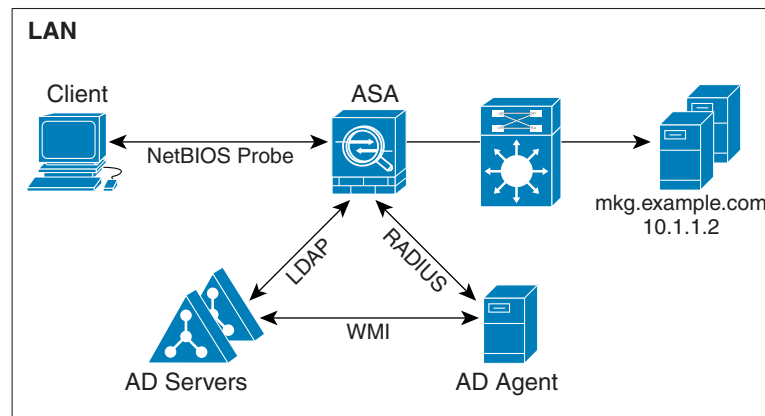 LAN
Client
ASA
NetBIOS Probe
mkg.example.com
10.1.1.2
LDAP
RADIUS
WMI
AD Servers
AD Agent